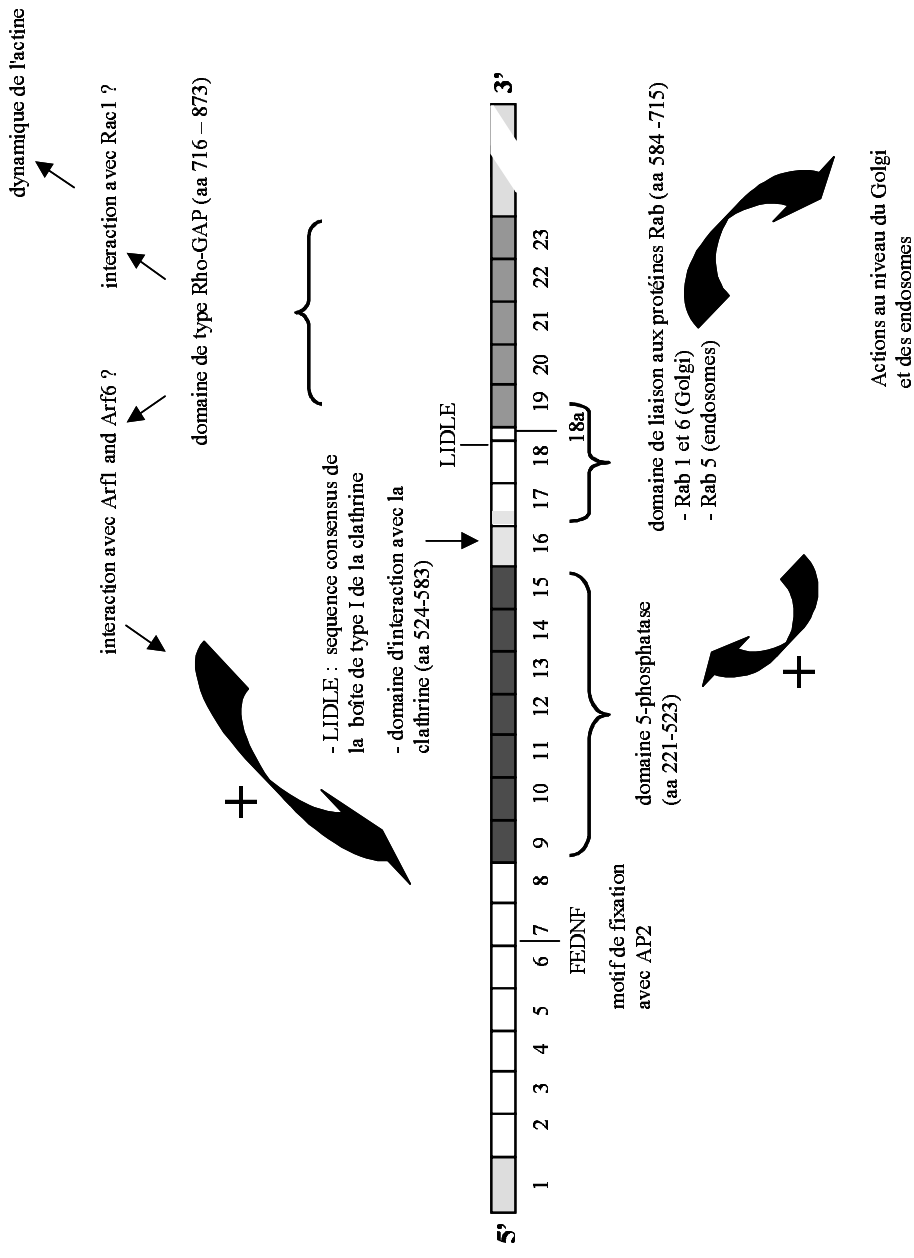 dynamique de l'actine
interaction avec Arf1 and Arf6 ?
interaction avec Rac1 ?
domaine de type Rho-GAP (aa 716 – 873)
+
- LIDLE : sequence consensus de
la boîte de type I de la clathrine
- domaine d'interaction avec la
clathrine (aa 524-583)
LIDLE
5’
3’
1 2 3 4 5 6 7 8 9 10 11 12 13 14 15 16 17 18 19 20 21 22 23
18a
FEDNF
motif de fixation
avec AP2
domaine 5-phosphatase
(aa 221-523)
domaine de liaison aux protéines Rab (aa 584 -715)
- Rab 1 et 6 (Golgi)
- Rab 5 (endosomes)
+
Actions au niveau du Golgi
et des endosomes